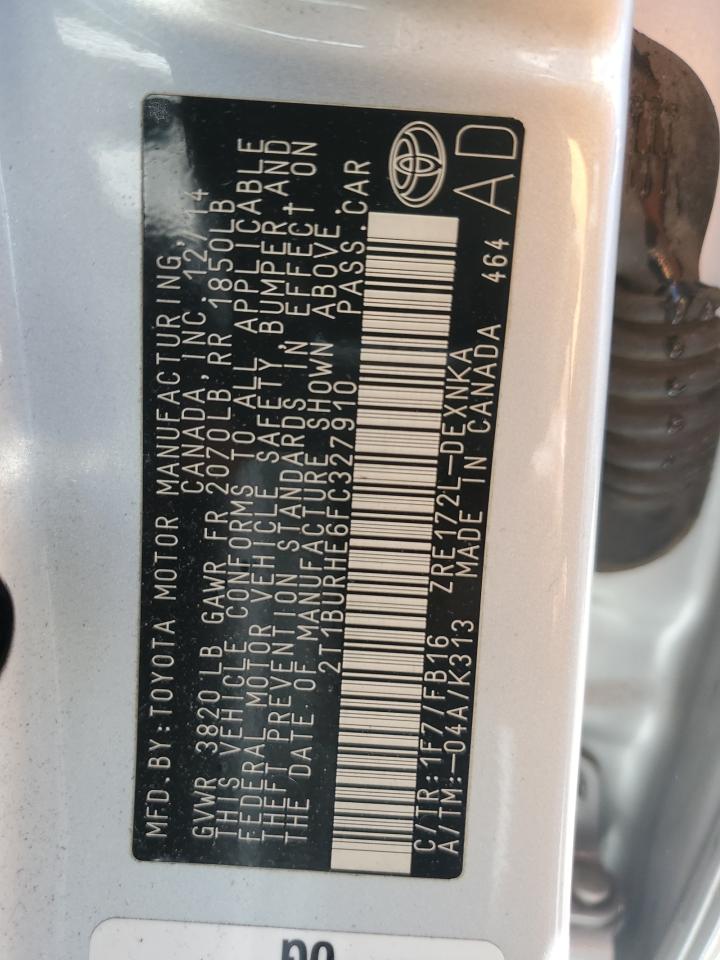 MFD.BY:TOYOTA MOTOR MANUFACTURING,
CANADA,INC. 12/14
GVWR 3820LB GAWR FR 2070LB, RR 1850LB
THIS VEHICLE CONFORMS TO ALL APPLICABLE
FEDERAL MOTOR VEHICLE SAFETY, BUMPER AND
THEFT PREVENTION STANDARDS IN EFFECT ON
THE DATE OF MANUFACTURE SHOWN ABOVE.
2T1BURHE6FC327910 PASS.CAR
C/TR:1F7/FB16 ZRE172L-DEXNKA
A/TM:-04A/K313 MADE IN CANADA 464
AD